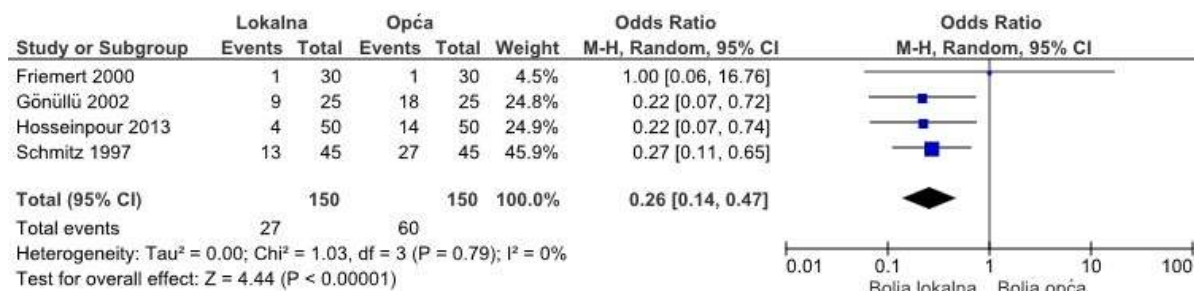 Lokalna Opća Odds Ratio Odds Ratio
Study or Subgroup Events Total Events Total Weight M-H, Random, 95% CI M-H, Random, 95% CI
Friemert 2000 1 30 1 30 4.5% 1.00 [0.06, 16.76]
Gönüllü 2002 9 25 18 25 24.8% 0.22 [0.07, 0.72]
Hosseinpour 2013 4 50 14 50 24.9% 0.22 [0.07, 0.74]
Schmitz 1997 13 45 27 45 45.9% 0.27 [0.11, 0.65]
Total (95% CI) 150 150 100.0% 0.26 [0.14, 0.47]
Total events 27 60
Heterogeneity: Tau² = 0.00; Chi² = 1.03, df = 3 (P = 0.79); I² = 0%
Test for overall effect: Z = 4.44 (P < 0.00001)
0.01 0.1 1 10 100
Bolja lokalna Bolja opća